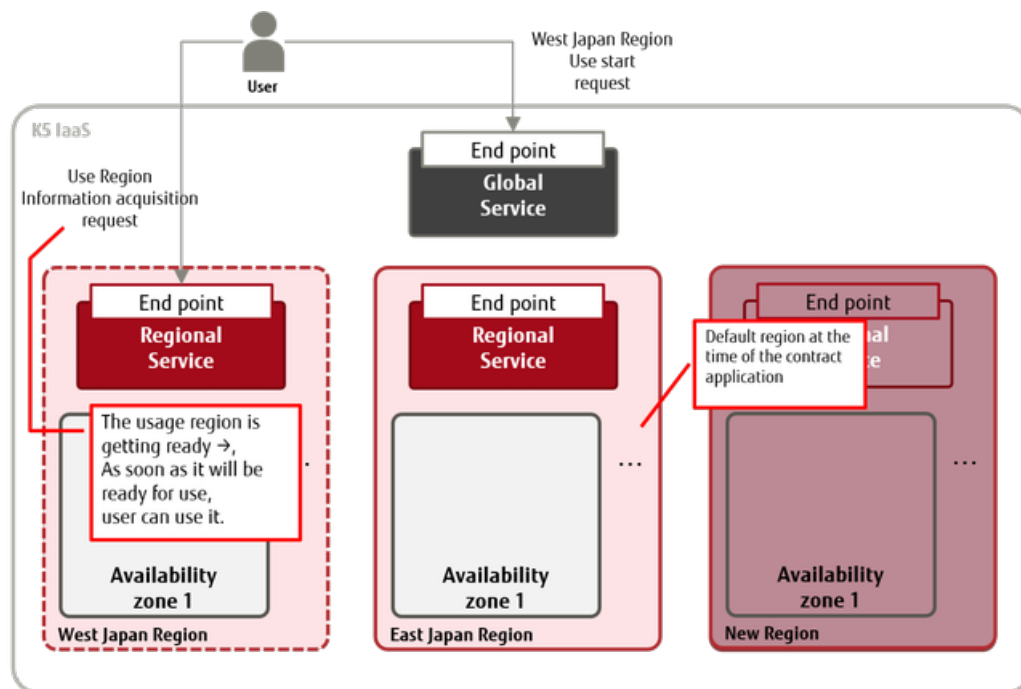 User
West Japan Region
Use start
request
K5 IaaS
End point
Global
Service
Use Region
Information acquisition
request
End point
Regional
Service
The usage region is
getting ready →,
As soon as it will be
ready for use,
user can use it.
.
Availability
zone 1
West Japan Region
End point
Regional
Service
...
Availability
zone 1
East Japan Region
End point
Default region at the
time of the contract
application
...
Availability
zone 1
New Region